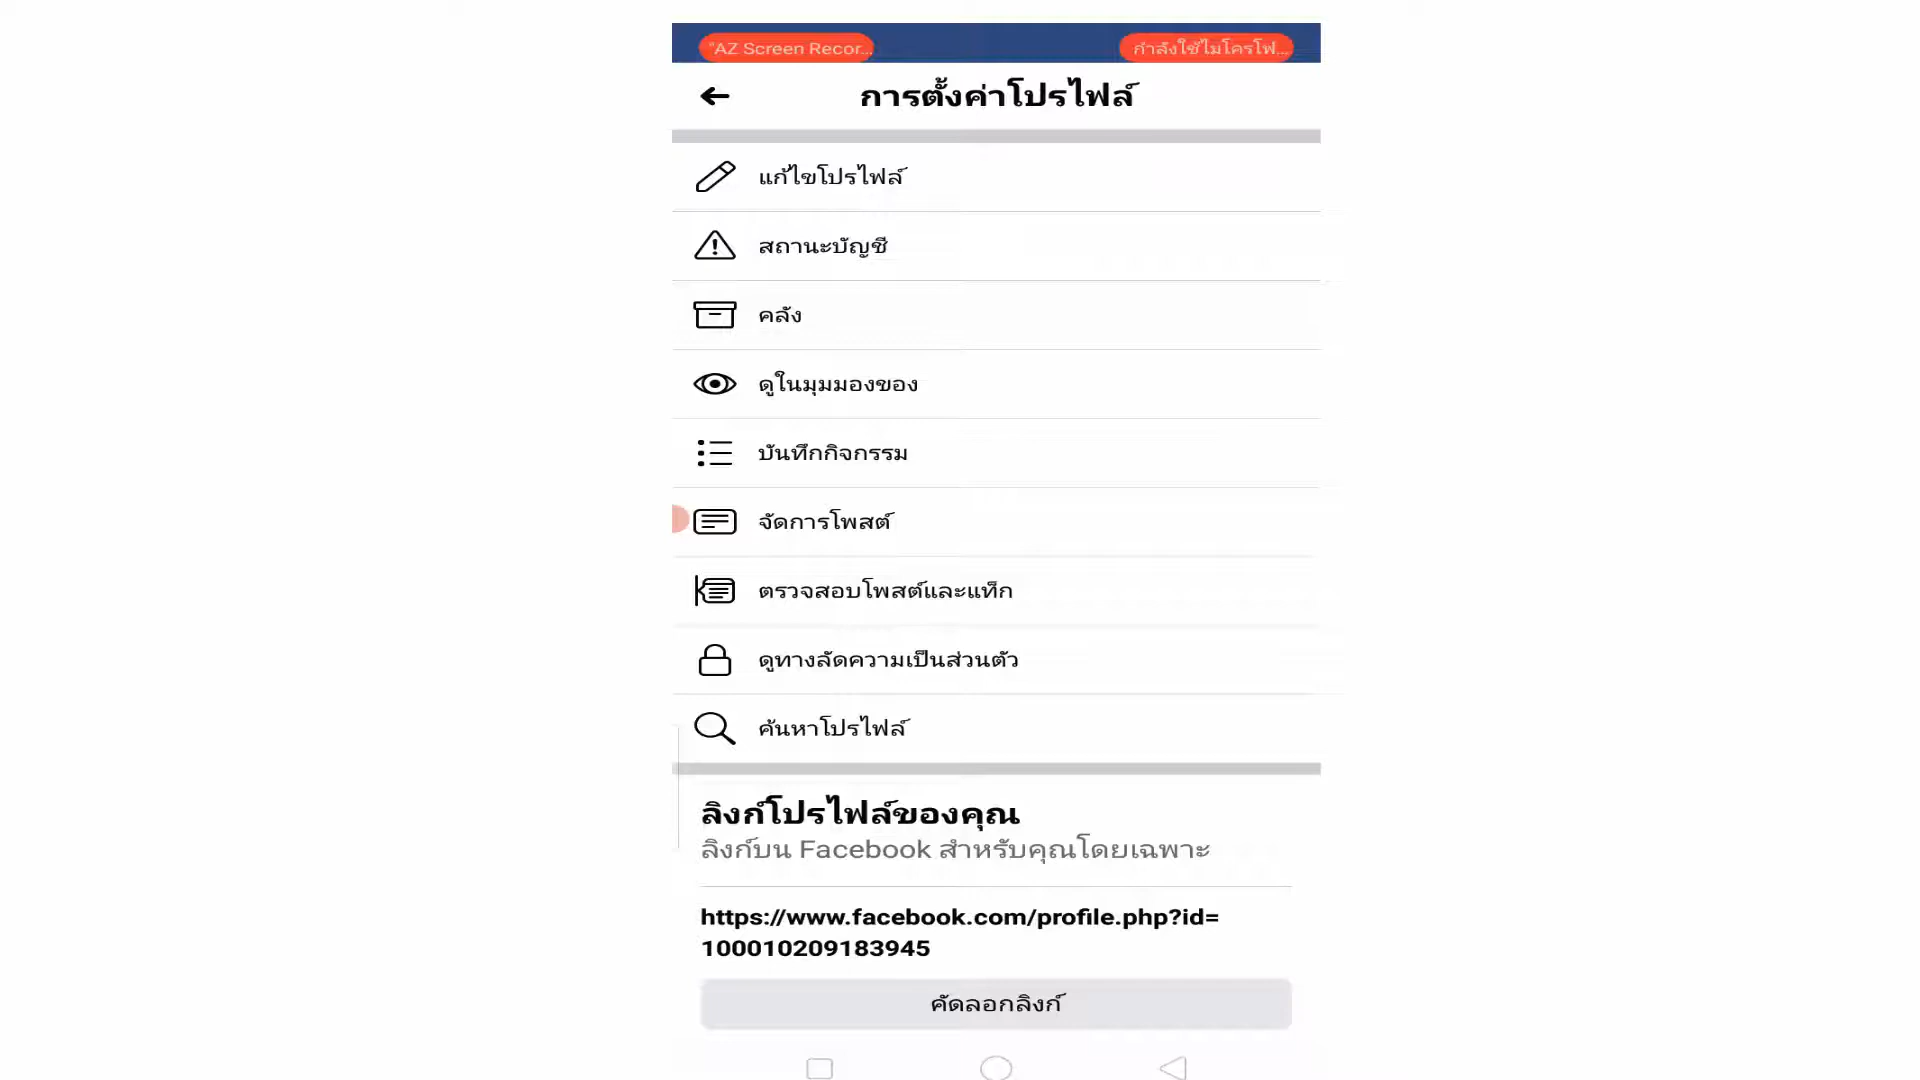 "AZ Screen Recor...
กำลังใช้ไมโครโฟ...
การตั้งค่าโปรไฟล์
แก้ไขโปรไฟล์
สถานะบัญชี
คลัง
ดูในมุมมองของ
บันทึกกิจกรรม
จัดการโพสต์
ตรวจสอบโพสต์และแท็ก
ดูทางลัดความเป็นส่วนตัว
ค้นหาโปรไฟล์
ลิงก์โปรไฟล์ของคุณ
ลิงก์บน Facebook สำหรับคุณโดยเฉพาะ
https://www.facebook.com/profile.php?id=
100010209183945
คัดลอกลิงก์